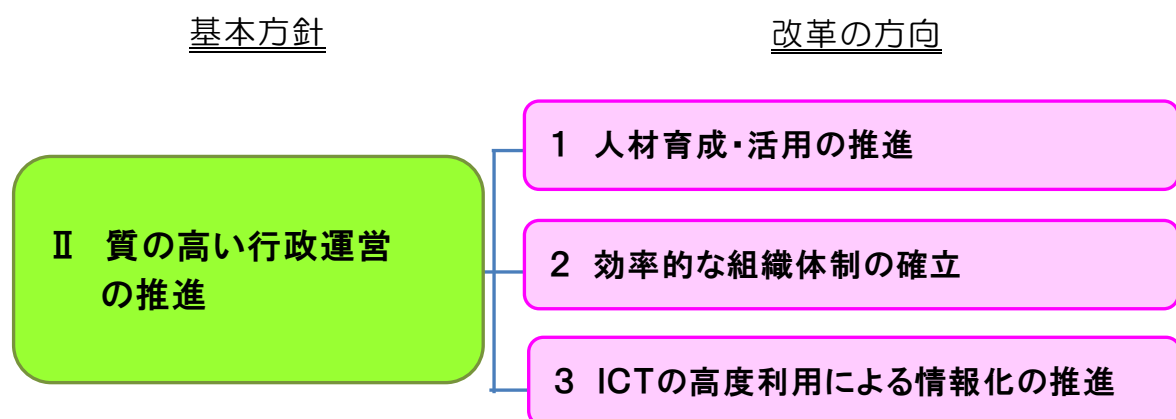 基本方針
改革の方向
1 人材育成・活用の推進
Ⅱ 質の高い行政運営
の推進
2 効率的な組織体制の確立
3 ICTの高度利用による情報化の推進